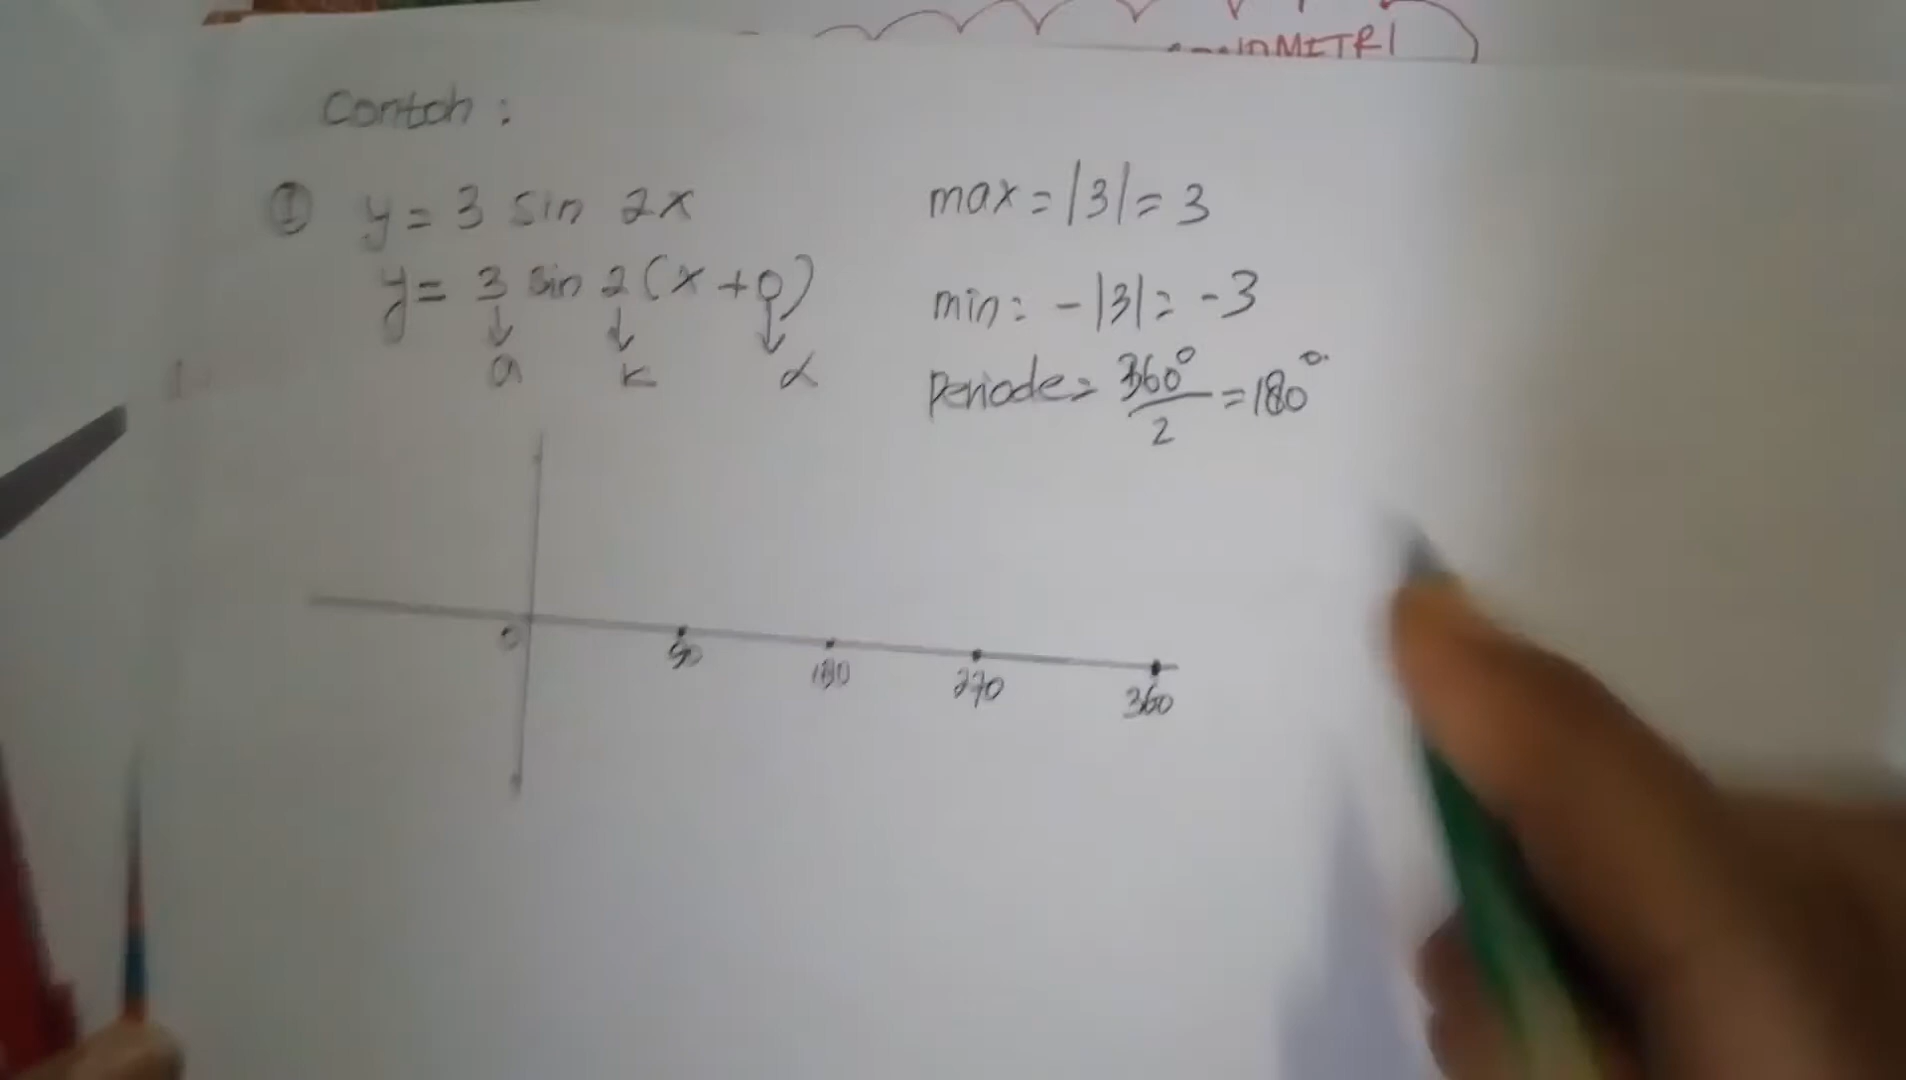 Contoh :
① y = 3 sin 2x
y = 3 sin 2(x + 0)
↓ ↓ ↓
a k α
max = |3| = 3
min = -|3| = -3
Periode = 360°/2 = 180°
0 90 180 270 360